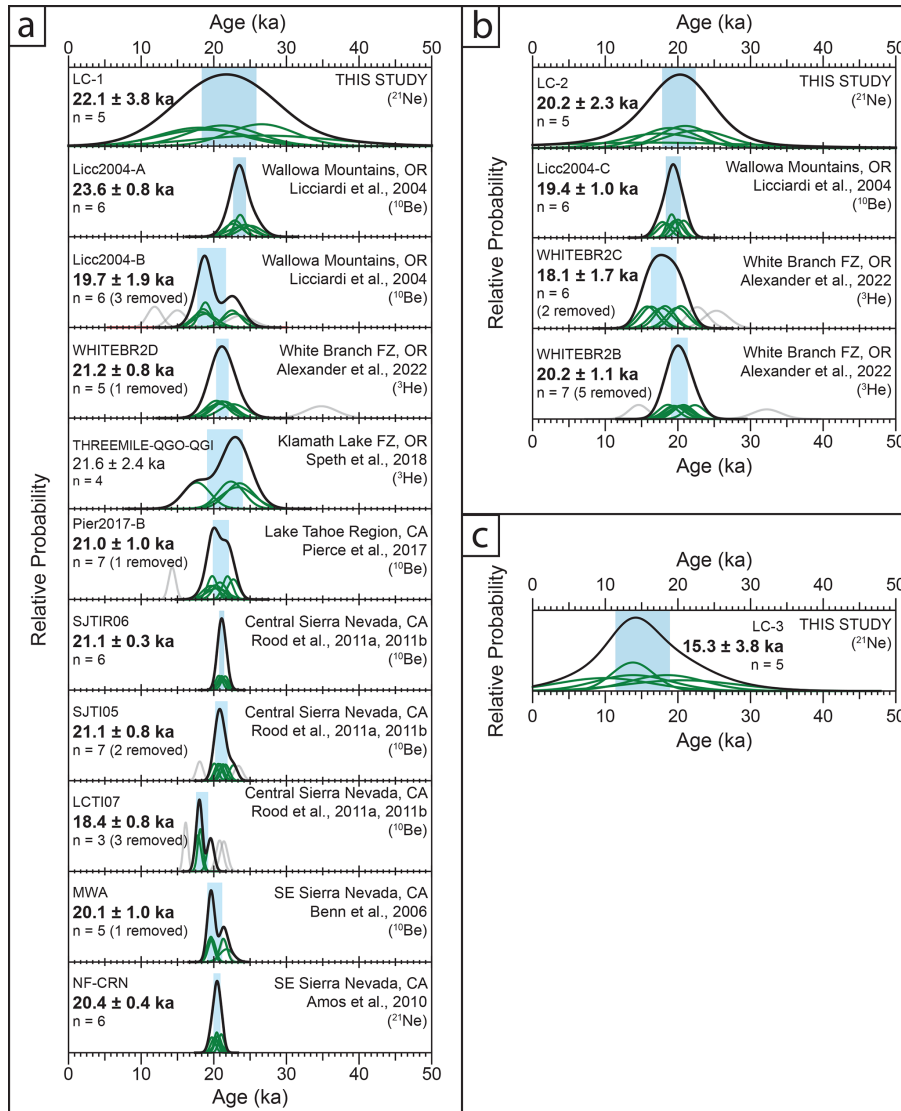 a
Age (ka)
0 10 20 30 40 50
Relative Probability
LC-1
22.1 ± 3.8 ka
n = 5
THIS STUDY
(²¹Ne)
Licc2004-A
23.6 ± 0.8 ka
n = 6
Wallowa Mountains, OR
Licciardi et al., 2004
(¹⁰Be)
Licc2004-B
19.7 ± 1.9 ka
n = 6 (3 removed)
Wallowa Mountains, OR
Licciardi et al., 2004
(¹⁰Be)
WHITEBR2D
21.2 ± 0.8 ka
n = 5 (1 removed)
White Branch FZ, OR
Alexander et al., 2022
(³He)
THREEMILE-QGO-QGI
21.6 ± 2.4 ka
n = 4
Klamath Lake FZ, OR
Speth et al., 2018
(³He)
Pier2017-B
21.0 ± 1.0 ka
n = 7 (1 removed)
Lake Tahoe Region, CA
Pierce et al., 2017
(¹⁰Be)
SJTIR06
21.1 ± 0.3 ka
n = 6
Central Sierra Nevada, CA
Rood et al., 2011a, 2011b
(¹⁰Be)
SJTI05
21.1 ± 0.8 ka
n = 7 (2 removed)
Central Sierra Nevada, CA
Rood et al., 2011a, 2011b
(¹⁰Be)
LCTI07
18.4 ± 0.8 ka
n = 3 (3 removed)
Central Sierra Nevada, CA
Rood et al., 2011a, 2011b
(¹⁰Be)
MWA
20.1 ± 1.0 ka
n = 5 (1 removed)
SE Sierra Nevada, CA
Benn et al., 2006
(¹⁰Be)
NF-CRN
20.4 ± 0.4 ka
n = 6
SE Sierra Nevada, CA
Amos et al., 2010
(²¹Ne)
0 10 20 30 40 50
Age (ka)
b
Age (ka)
0 10 20 30 40 50
Relative Probability
LC-2
20.2 ± 2.3 ka
n = 5
THIS STUDY
(²¹Ne)
Licc2004-C
19.4 ± 1.0 ka
n = 6
Wallowa Mountains, OR
Licciardi et al., 2004
(¹⁰Be)
WHITEBR2C
18.1 ± 1.7 ka
n = 6
(2 removed)
White Branch FZ, OR
Alexander et al., 2022
(³He)
WHITEBR2B
20.2 ± 1.1 ka
n = 7 (5 removed)
White Branch FZ, OR
Alexander et al., 2022
(³He)
0 10 20 30 40 50
Age (ka)
c
Age (ka)
0 10 20 30 40 50
Relative Probability
LC-3
15.3 ± 3.8 ka
n = 5
THIS STUDY
(²¹Ne)
0 10 20 30 40 50
Age (ka)